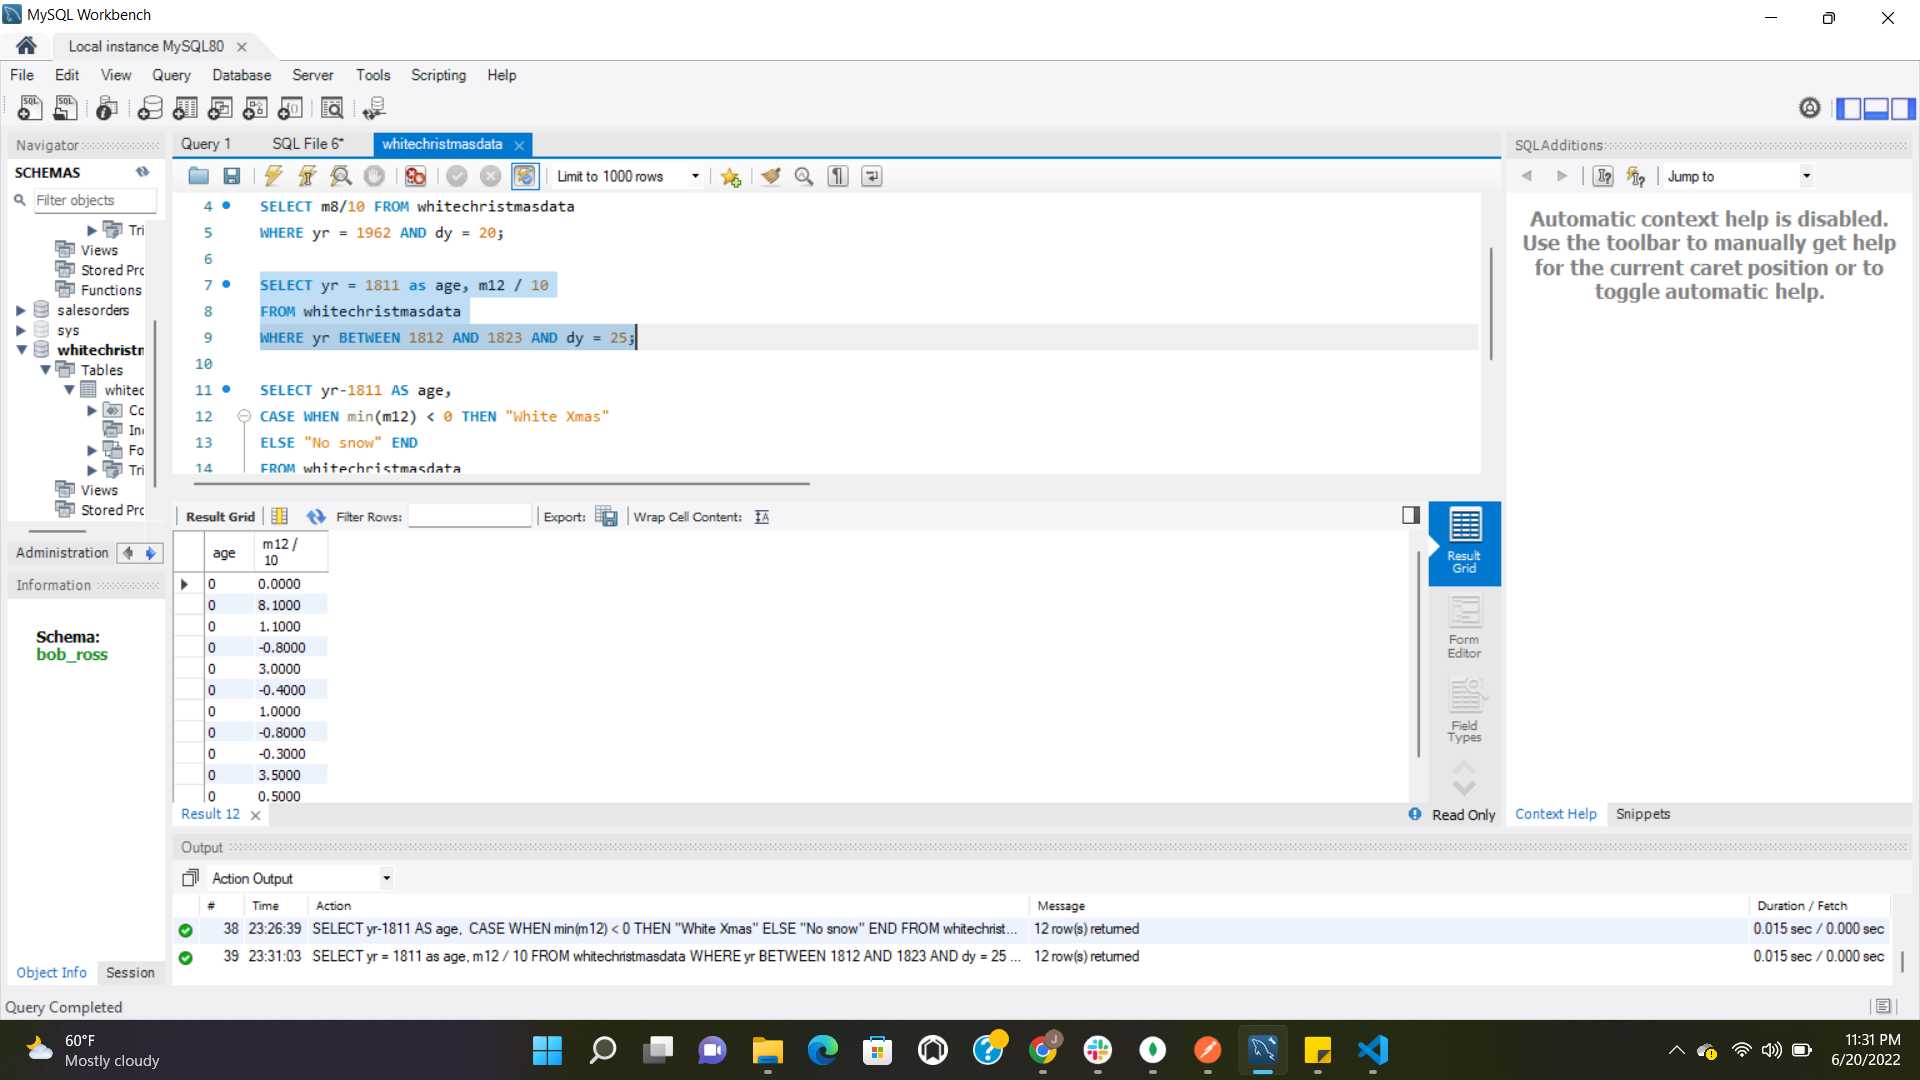 MySQL Workbench
Local instance MySQL80
File Edit View Query Database Server Tools Scripting Help
Navigator
SCHEMAS
Filter objects
Tri
Views
Stored Prc
Functions
salesorders
sys
whitechristn
Tables
whitec
Co
In
Fo
Tri
Views
Stored Prc
Administration
Information
Schema:
bob_ross
Object Info Session
Query 1 SQL File 6* whitechristmasdata
Limit to 1000 rows
4 SELECT m8/10 FROM whitechristmasdata
5 WHERE yr = 1962 AND dy = 20;
6
7 SELECT yr = 1811 as age, m12 / 10
8 FROM whitechristmasdata
9 WHERE yr BETWEEN 1812 AND 1823 AND dy = 25;
10
11 SELECT yr-1811 AS age,
12 CASE WHEN min(m12) < 0 THEN "White Xmas"
13 ELSE "No snow" END
14 FROM whitechristmasdata
Result Grid Filter Rows: Export: Wrap Cell Content: IA
age m12 /
10
0 0.0000
0 8.1000
0 1.1000
0 -0.8000
0 3.0000
0 -0.4000
0 1.0000
0 -0.8000
0 -0.3000
0 3.5000
0 0.5000
Result
Grid
Form
Editor
Field
Types
Result 12
Read Only
SQLAdditions
Jump to
Automatic context help is disabled.
Use the toolbar to manually get help
for the current caret position or to
toggle automatic help.
Context Help Snippets
Output
Action Output
# Time Action Message Duration / Fetch
38 23:26:39 SELECT yr-1811 AS age, CASE WHEN min(m12) < 0 THEN "White Xmas" ELSE "No snow" END FROM whitechrist... 12 row(s) returned 0.015 sec / 0.000 sec
39 23:31:03 SELECT yr = 1811 as age, m12 / 10 FROM whitechristmasdata WHERE yr BETWEEN 1812 AND 1823 AND dy = 25 ... 12 row(s) returned 0.015 sec / 0.000 sec
Query Completed
60°F
Mostly cloudy
J
11:31 PM
6/20/2022